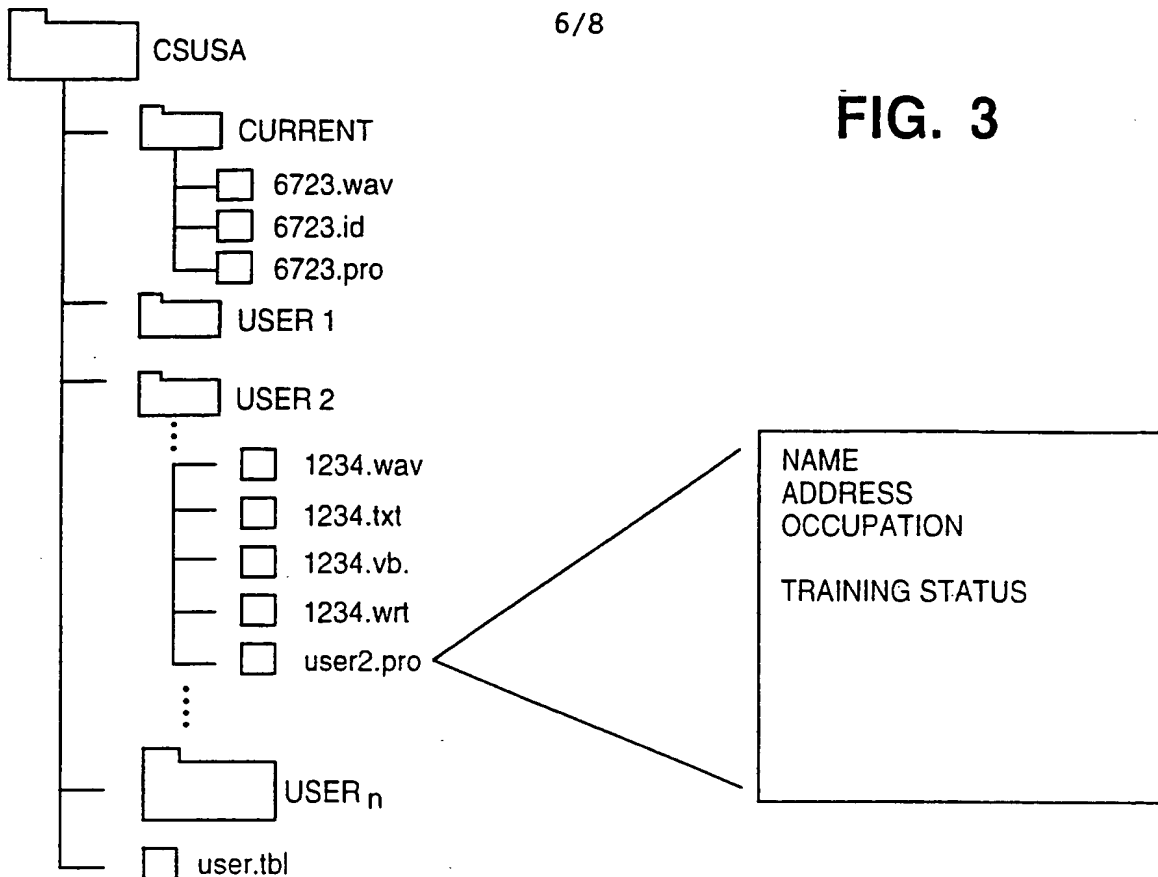 6/8
CSUSA
FIG. 3
CURRENT
6723.wav
6723.id
6723.pro
USER 1
USER 2
1234.wav
1234.txt
1234.vb.
1234.wrt
user2.pro
NAME
ADDRESS
OCCUPATION
TRAINING STATUS
USER n
user.tbl